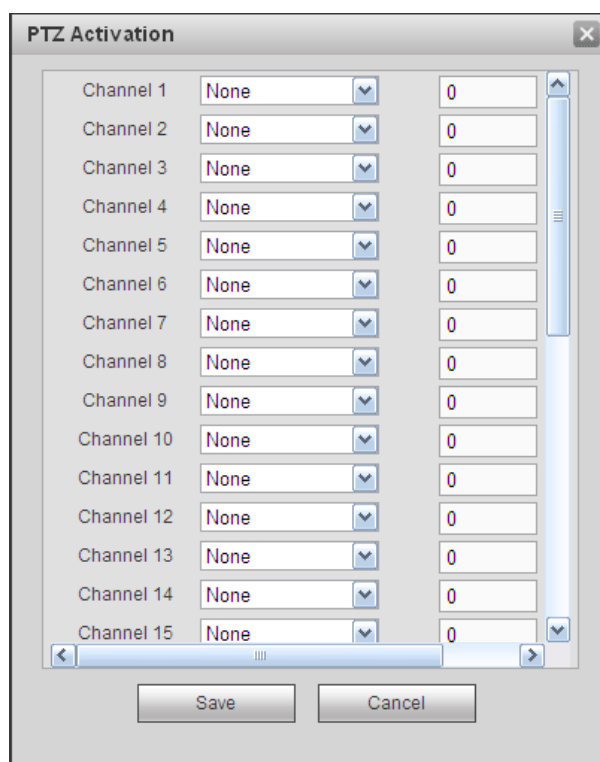 PTZ Activation
Channel 1 None 0
Channel 2 None 0
Channel 3 None 0
Channel 4 None 0
Channel 5 None 0
Channel 6 None 0
Channel 7 None 0
Channel 8 None 0
Channel 9 None 0
Channel 10 None 0
Channel 11 None 0
Channel 12 None 0
Channel 13 None 0
Channel 14 None 0
Channel 15 None 0
Save Cancel